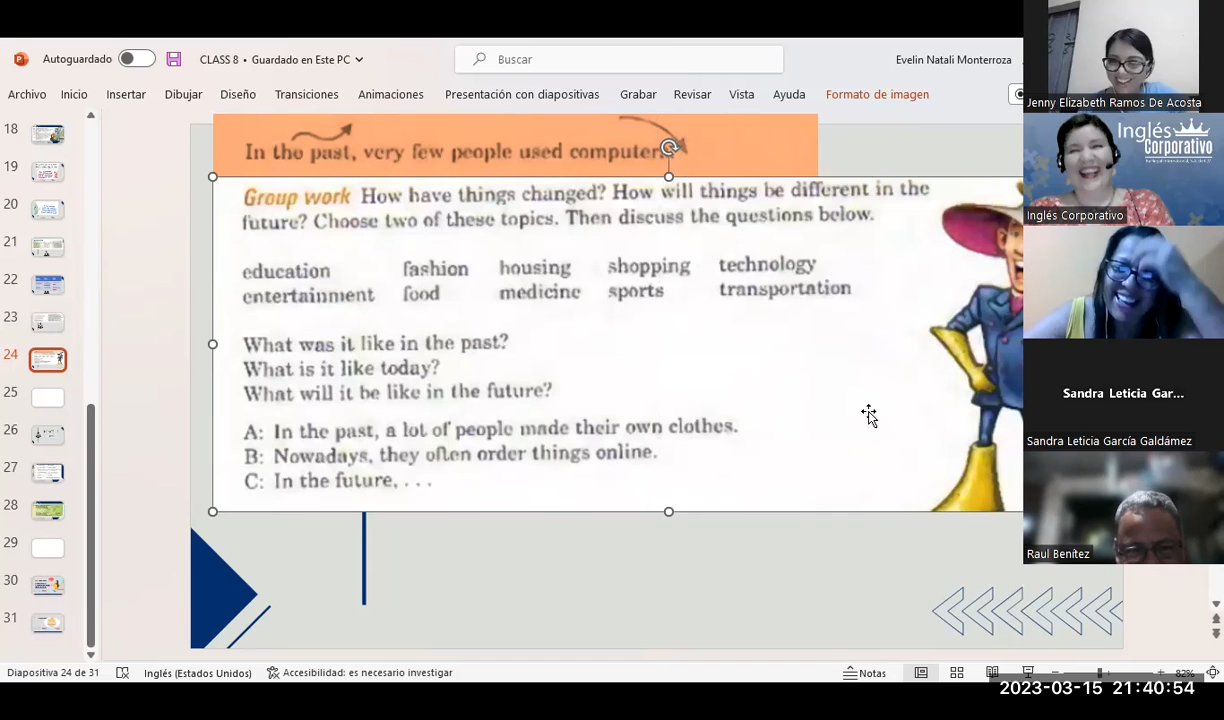 Autoguardado
CLASS 8 • Guardado en Este PC
Buscar
Evelin Natali Monterroza
Archivo Inicio Insertar Dibujar Diseño Transiciones Animaciones Presentación con diapositivas Grabar Revisar Vista Ayuda Formato de imagen
18
19
20
21
22
23
24
25
26
27
28
29
30
31
In the past, very few people used computers.
Group work How have things changed? How will things be different in the
future? Choose two of these topics. Then discuss the questions below.
education fashion housing shopping technology
entertainment food medicine sports transportation
What was it like in the past?
What is it like today?
What will it be like in the future?
A: In the past, a lot of people made their own clothes.
B: Nowadays, they often order things online.
C: In the future, . . .
Jenny Elizabeth Ramos De Acosta
Inglés
Corporativo
Inglés Corporativo
Sandra Leticia Gar...
Sandra Leticia García Galdámez
Raul Benítez
Diapositiva 24 de 31
Inglés (Estados Unidos)
Accesibilidad: es necesario investigar
Notas
82%
2023-03-15 21:40:54